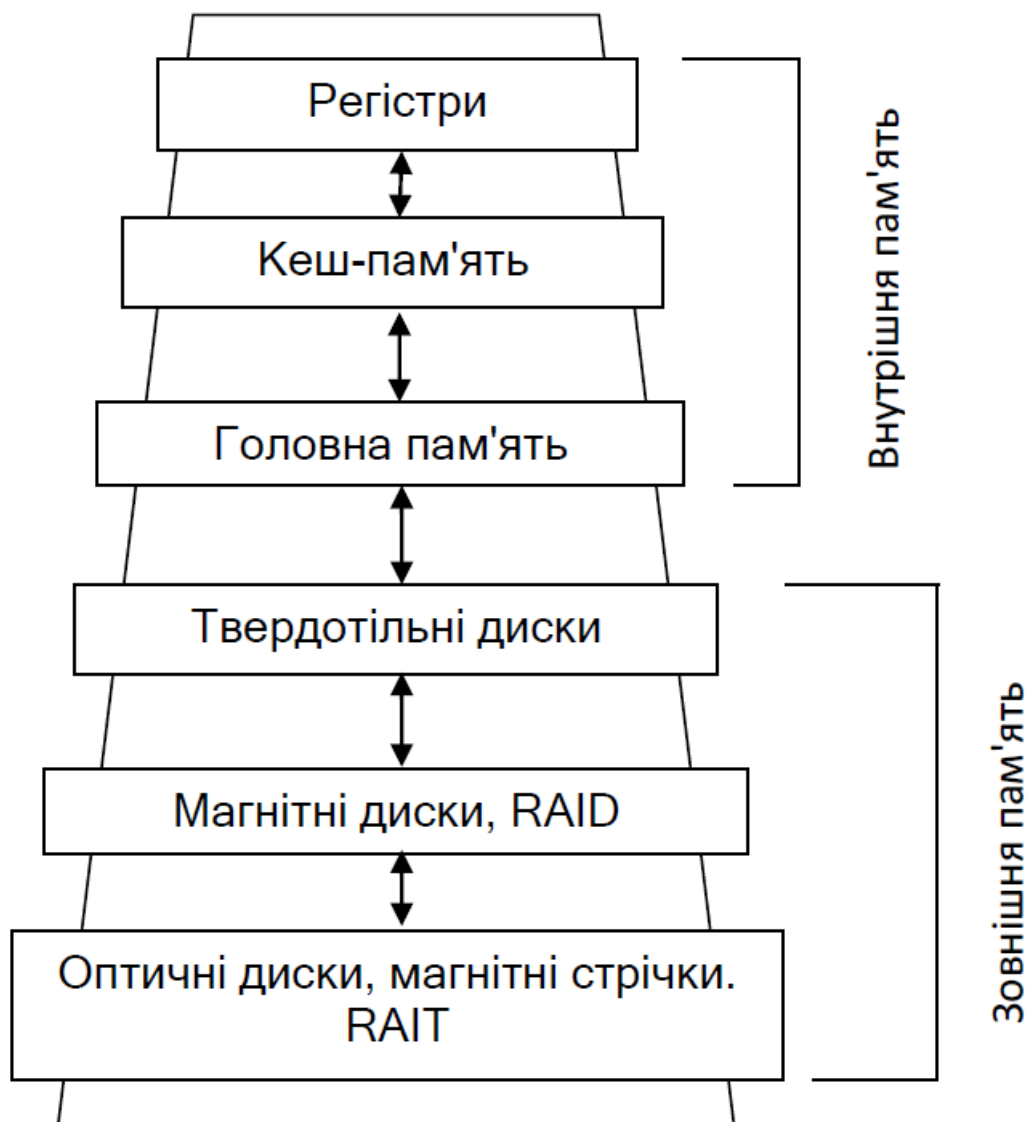 Регістри
Кеш-пам'ять
Головна пам'ять
Твердотільні диски
Магнітні диски, RAID
Оптичні диски, магнітні стрічки.
RAIT
Внутрішня пам'ять
Зовнішня пам'ять